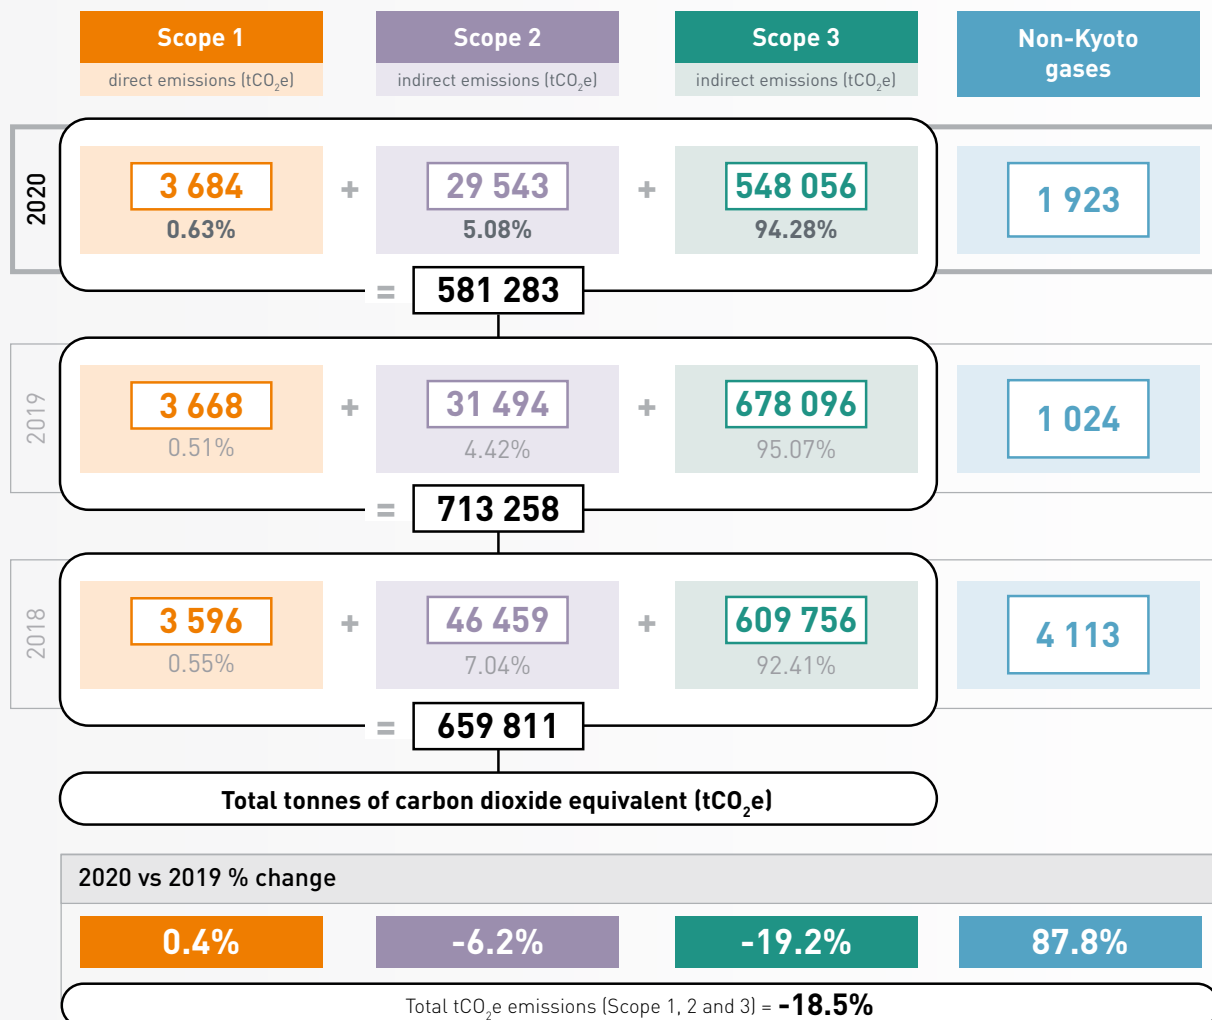 Scope 1
direct emissions (tCO₂e)
Scope 2
indirect emissions (tCO₂e)
Scope 3
indirect emissions (tCO₂e)
Non-Kyoto
gases
2020
3 684
0.63%
+
29 543
5.08%
+
548 056
94.28%
1 923
= 581 283
2019
3 668
0.51%
+
31 494
4.42%
+
678 096
95.07%
1 024
= 713 258
2018
3 596
0.55%
+
46 459
7.04%
+
609 756
92.41%
4 113
= 659 811
Total tonnes of carbon dioxide equivalent (tCO₂e)
2020 vs 2019 % change
0.4%
-6.2%
-19.2%
87.8%
Total tCO₂e emissions (Scope 1, 2 and 3) = -18.5%